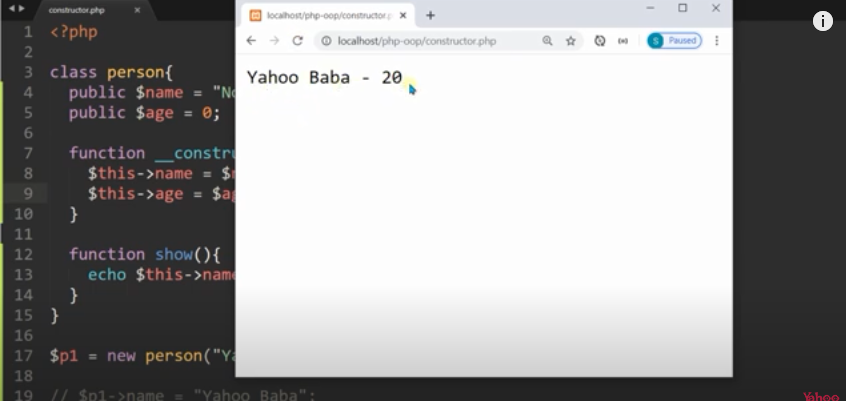 constructor.php
1 <?php
2
3 class person{
4 public $name = "No
5 public $age = 0;
6
7 function __constru
8 $this->name = $n
9 $this->age = $ag
10 }
11
12 function show(){
13 echo $this->name
14 }
15 }
16
17 $p1 = new person("Ya
18
19 // $p1->name = "Yahoo Baba";
localhost/php-oop/constructor.p
localhost/php-oop/constructor.php
S Paused
Yahoo Baba - 20
i
Yahoo